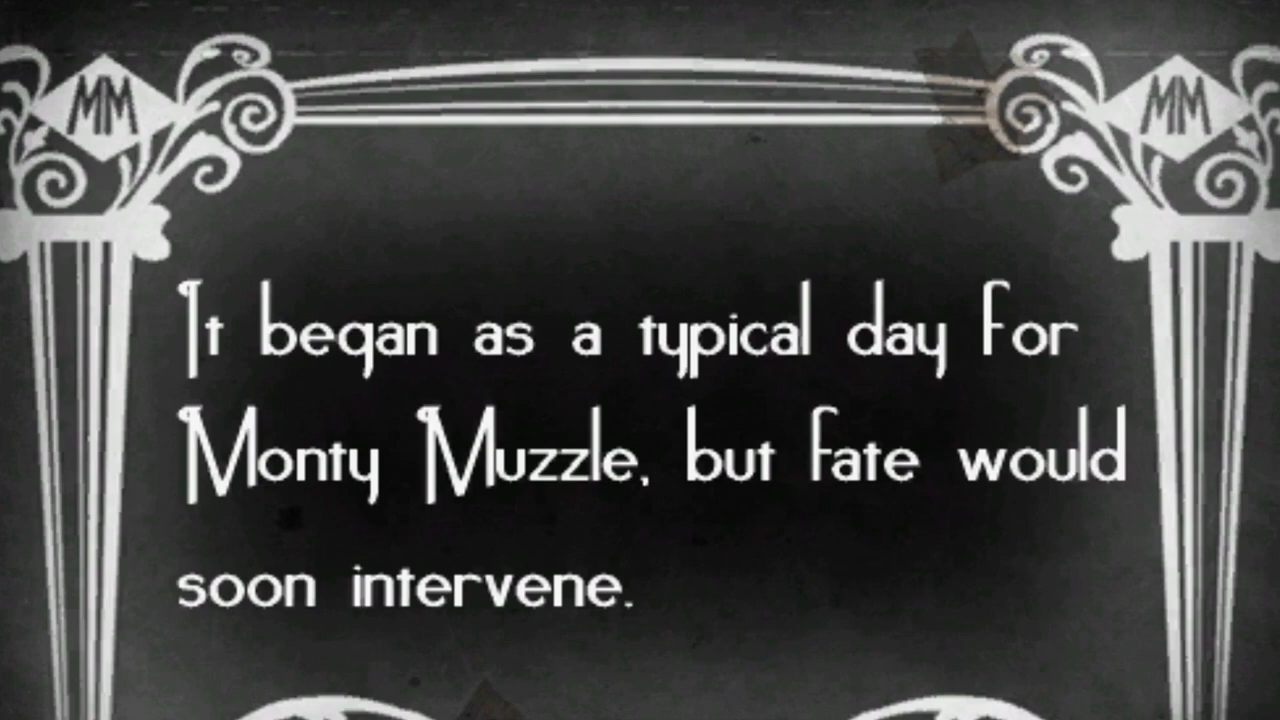 MM MM
It began as a typical day for
Monty Muzzle, but fate would
soon intervene.